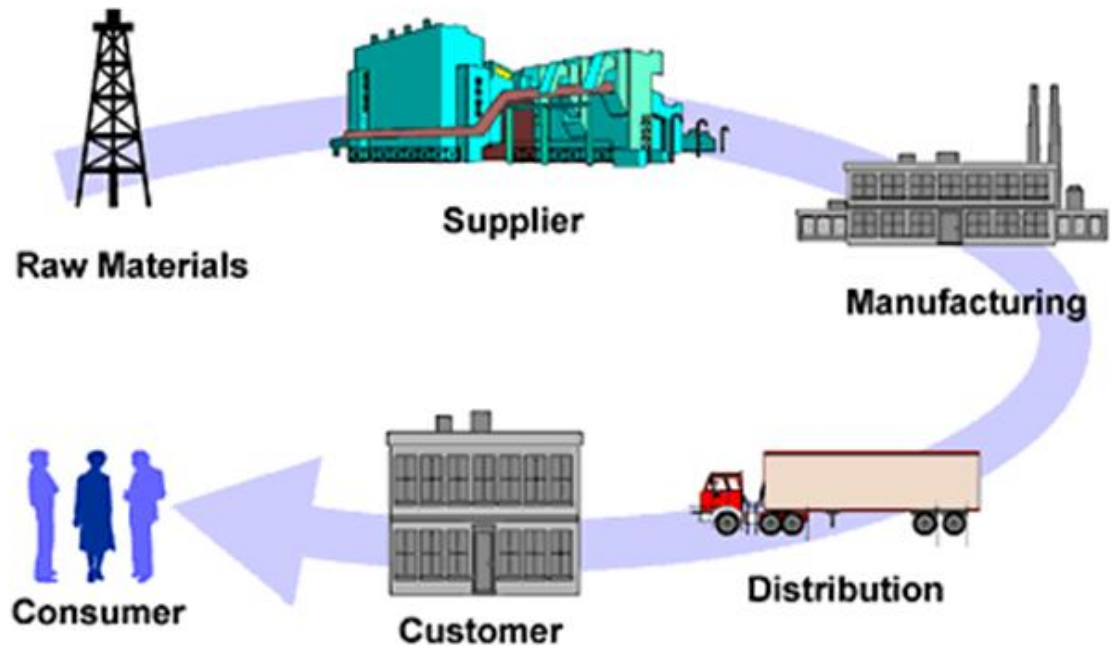 Raw Materials
Supplier
Manufacturing
Distribution
Customer
Consumer